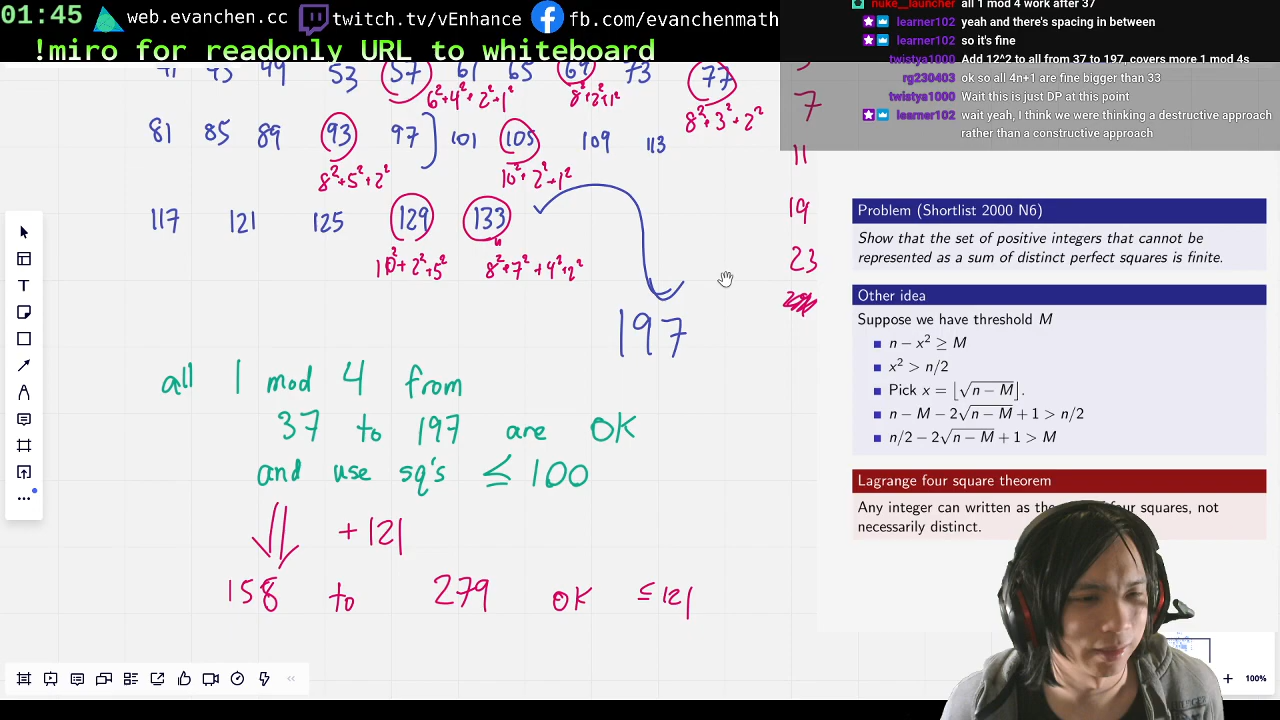 01:45 web.evanchen.cc twitch.tv/vEnhance fb.com/evanchenmath
!miro for readonly URL to whiteboard
nuke__launcher all 1 mod 4 work after 37
learner102 yeah and there's spacing in between
learner102 so it's fine
twistya1000 Add 12^2 to all from 37 to 197, covers more 1 mod 4s
rg230403 ok so all 4n+1 are fine bigger than 33
twistya1000 Wait this is just DP at this point
learner102 wait yeah, I think we were thinking a destructive approach
rather than a constructive approach
49 53 57 61 65 69 73 77
6²+4²+2²+1² 8²+2²+1² 8²+3²+2²
81 85 89 93 97 101 105 109 113
8²+5²+2² 10²+2²+1²
117 121 125 129 133
10²+2²+5² 8²+7²+4²+2²
197
7
11
19
23
all 1 mod 4 from
37 to 197 are OK
and use sq's ≤ 100
+121
158 to 279 OK ≤121
Problem (Shortlist 2000 N6)
Show that the set of positive integers that cannot be
represented as a sum of distinct perfect squares is finite.
Other idea
Suppose we have threshold M
n − x² ≥ M
x² > n/2
Pick x = ⌊√(n − M)⌋.
n − M − 2√(n − M) + 1 > n/2
n/2 − 2√(n − M) + 1 > M
Lagrange four square theorem
Any integer can written as the four squares, not
necessarily distinct.
T
100%